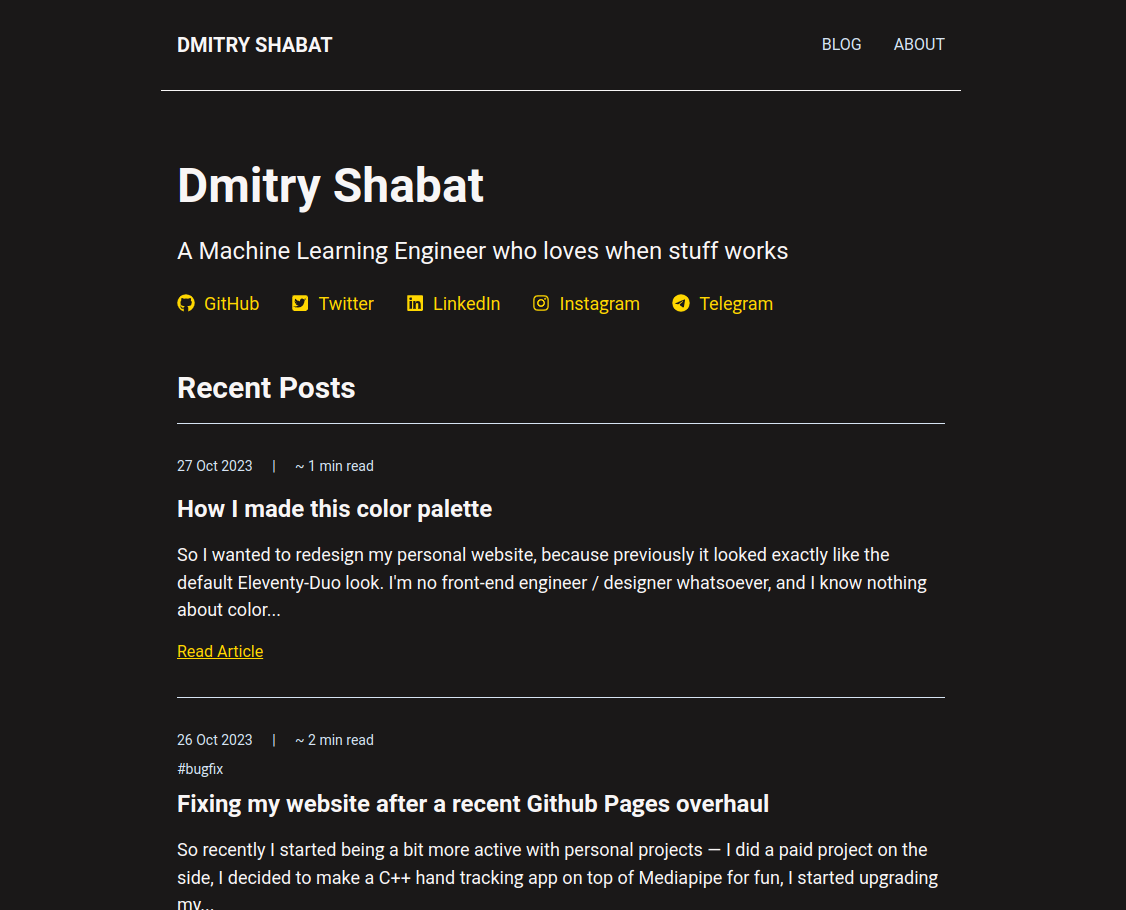 DMITRY SHABAT
BLOG ABOUT
Dmitry Shabat
A Machine Learning Engineer who loves when stuff works
GitHub Twitter LinkedIn Instagram Telegram
Recent Posts
27 Oct 2023 | ~ 1 min read
How I made this color palette
So I wanted to redesign my personal website, because previously it looked exactly like the
default Eleventy-Duo look. I'm no front-end engineer / designer whatsoever, and I know nothing
about color...
Read Article
26 Oct 2023 | ~ 2 min read
#bugfix
Fixing my website after a recent Github Pages overhaul
So recently I started being a bit more active with personal projects — I did a paid project on the
side, I decided to make a C++ hand tracking app on top of Mediapipe for fun, I started upgrading
my...